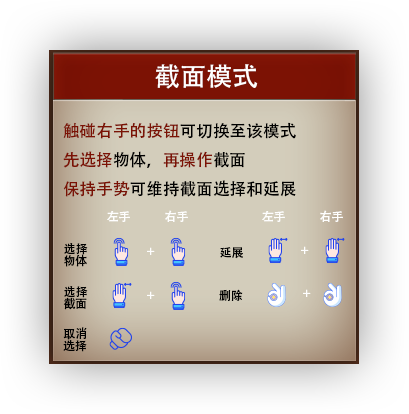 截面模式
触碰右手的按钮可切换至该模式
先选择物体，再操作截面
保持手势可维持截面选择和延展
左手 右手 左手 右手
选择物体 + 延展 +
选择截面 + 删除 +
取消选择